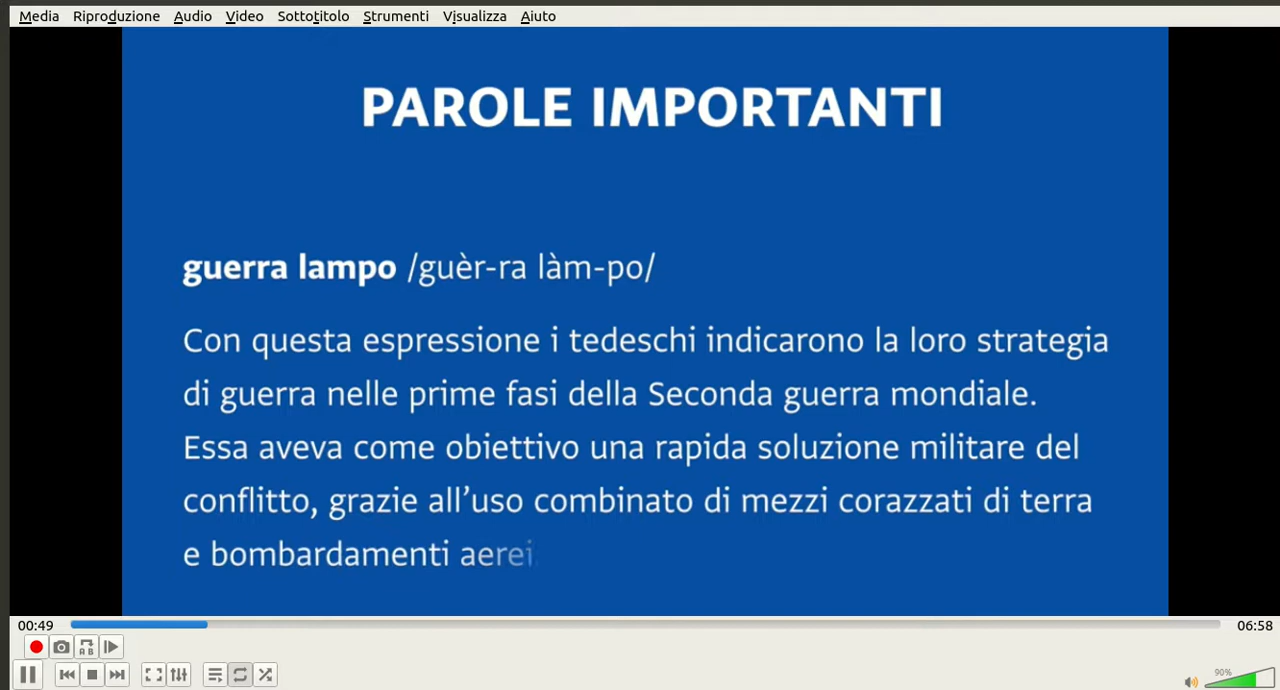 Media Riproduzione Audio Video Sottotitolo Strumenti Visualizza Aiuto
PAROLE IMPORTANTI
guerra lampo /guèr-ra làm-po/
Con questa espressione i tedeschi indicarono la loro strategia
di guerra nelle prime fasi della Seconda guerra mondiale.
Essa aveva come obiettivo una rapida soluzione militare del
conflitto, grazie all’uso combinato di mezzi corazzati di terra
e bombardamenti aerei.
00:49 06:58
A B
90%